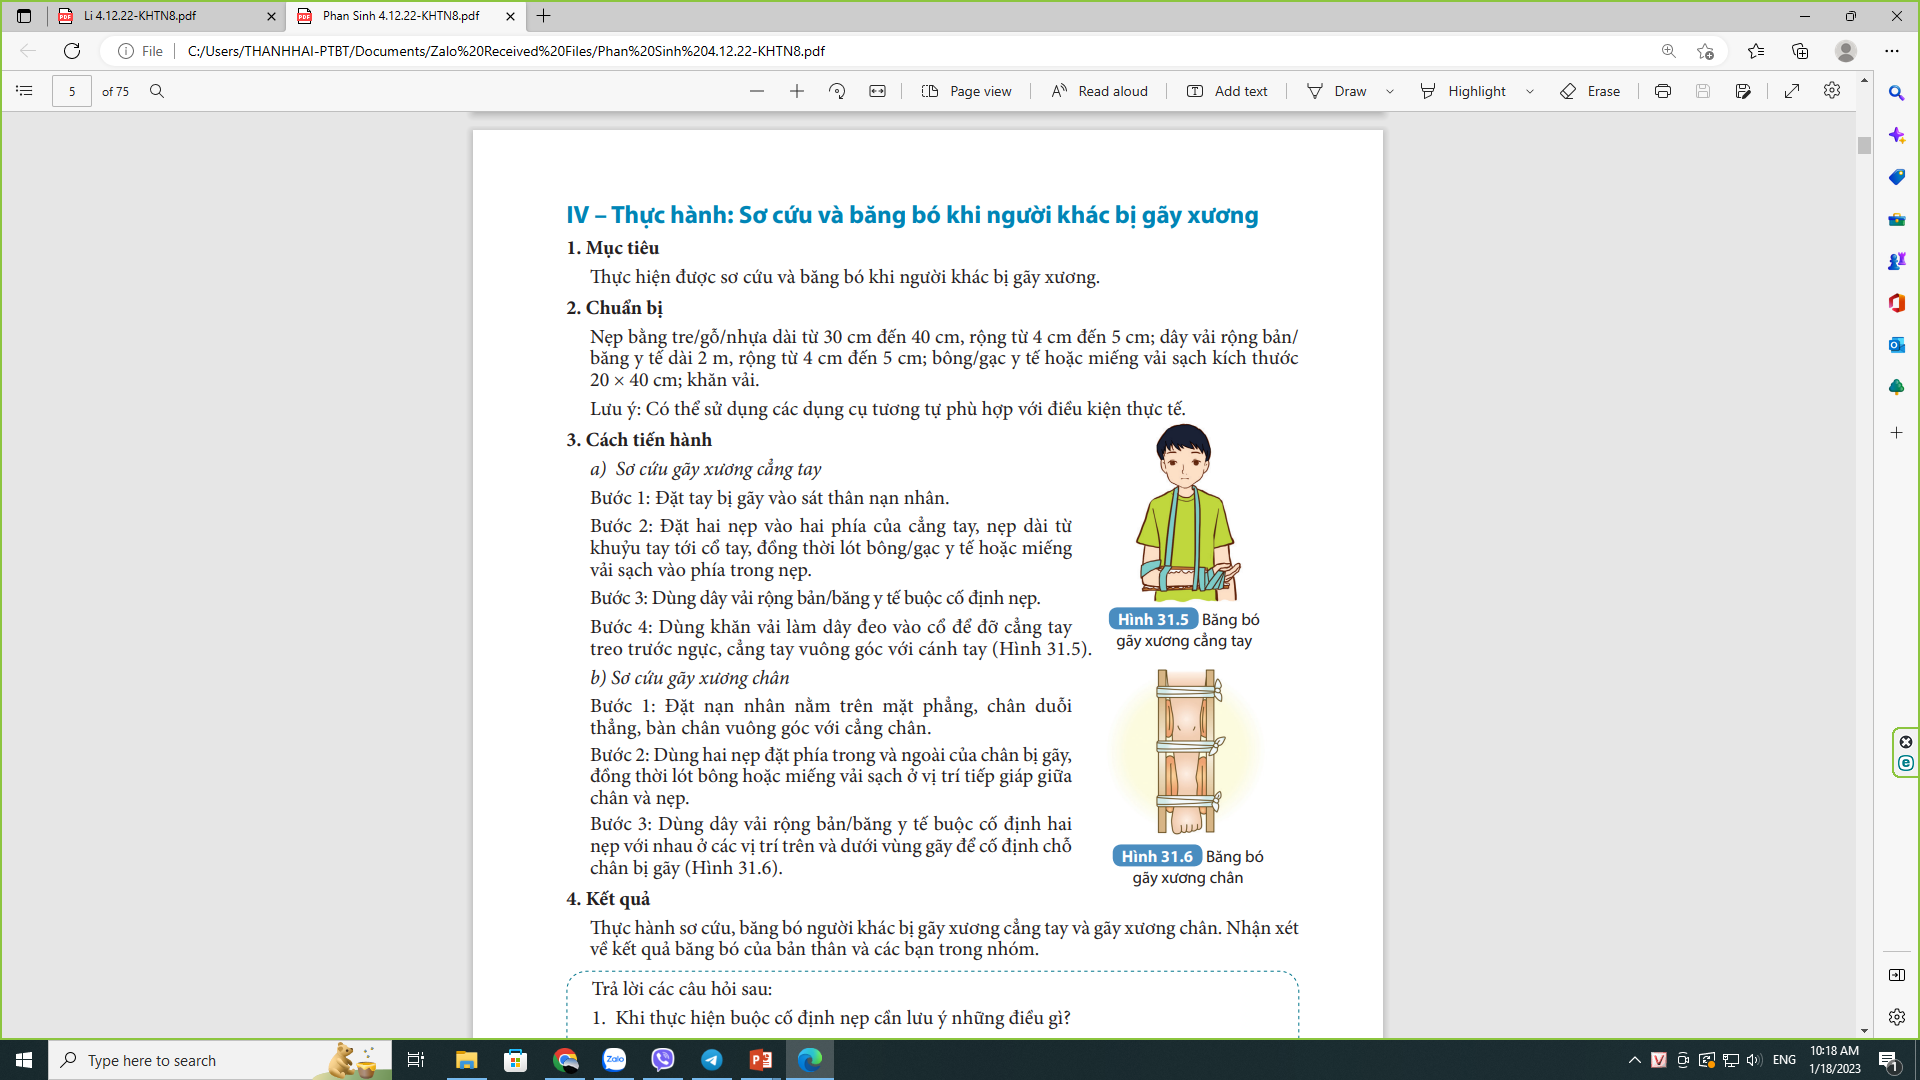 Li 4.12.22-KHTN8.pdf
Phan Sinh 4.12.22-KHTN8.pdf
File
C:/Users/THANHHAI-PTBT/Documents/Zalo%20Received%20Files/Phan%20Sinh%204.12.22-KHTN8.pdf
5 of 75
Page view
Read aloud
Add text
Draw
Highlight
Erase
IV – Thực hành: Sơ cứu và băng bó khi người khác bị gãy xương
1. Mục tiêu
Thực hiện được sơ cứu và băng bó khi người khác bị gãy xương.
2. Chuẩn bị
Nẹp bằng tre/gỗ/nhựa dài từ 30 cm đến 40 cm, rộng từ 4 cm đến 5 cm; dây vải rộng bản/
băng y tế dài 2 m, rộng từ 4 cm đến 5 cm; bông/gạc y tế hoặc miếng vải sạch kích thước
20 × 40 cm; khăn vải.
Lưu ý: Có thể sử dụng các dụng cụ tương tự phù hợp với điều kiện thực tế.
3. Cách tiến hành
a) Sơ cứu gãy xương cẳng tay
Bước 1: Đặt tay bị gãy vào sát thân nạn nhân.
Bước 2: Đặt hai nẹp vào hai phía của cẳng tay, nẹp dài từ
khuỷu tay tới cổ tay, đồng thời lót bông/gạc y tế hoặc miếng
vải sạch vào phía trong nẹp.
Bước 3: Dùng dây vải rộng bản/băng y tế buộc cố định nẹp.
Bước 4: Dùng khăn vải làm dây đeo vào cổ để đỡ cẳng tay
treo trước ngực, cẳng tay vuông góc với cánh tay (Hình 31.5).
Hình 31.5 Băng bó
gãy xương cẳng tay
b) Sơ cứu gãy xương chân
Bước 1: Đặt nạn nhân nằm trên mặt phẳng, chân duỗi
thẳng, bàn chân vuông góc với cẳng chân.
Bước 2: Dùng hai nẹp đặt phía trong và ngoài của chân bị gãy,
đồng thời lót bông hoặc miếng vải sạch ở vị trí tiếp giáp giữa
chân và nẹp.
Bước 3: Dùng dây vải rộng bản/băng y tế buộc cố định hai
nẹp với nhau ở các vị trí trên và dưới vùng gãy để cố định chỗ
chân bị gãy (Hình 31.6).
Hình 31.6 Băng bó
gãy xương chân
4. Kết quả
Thực hành sơ cứu, băng bó người khác bị gãy xương cẳng tay và gãy xương chân. Nhận xét
về kết quả băng bó của bản thân và các bạn trong nhóm.
Trả lời các câu hỏi sau:
1. Khi thực hiện buộc cố định nẹp cần lưu ý những điều gì?
Type here to search
Zalo
ENG
10:18 AM
1/18/2023
1